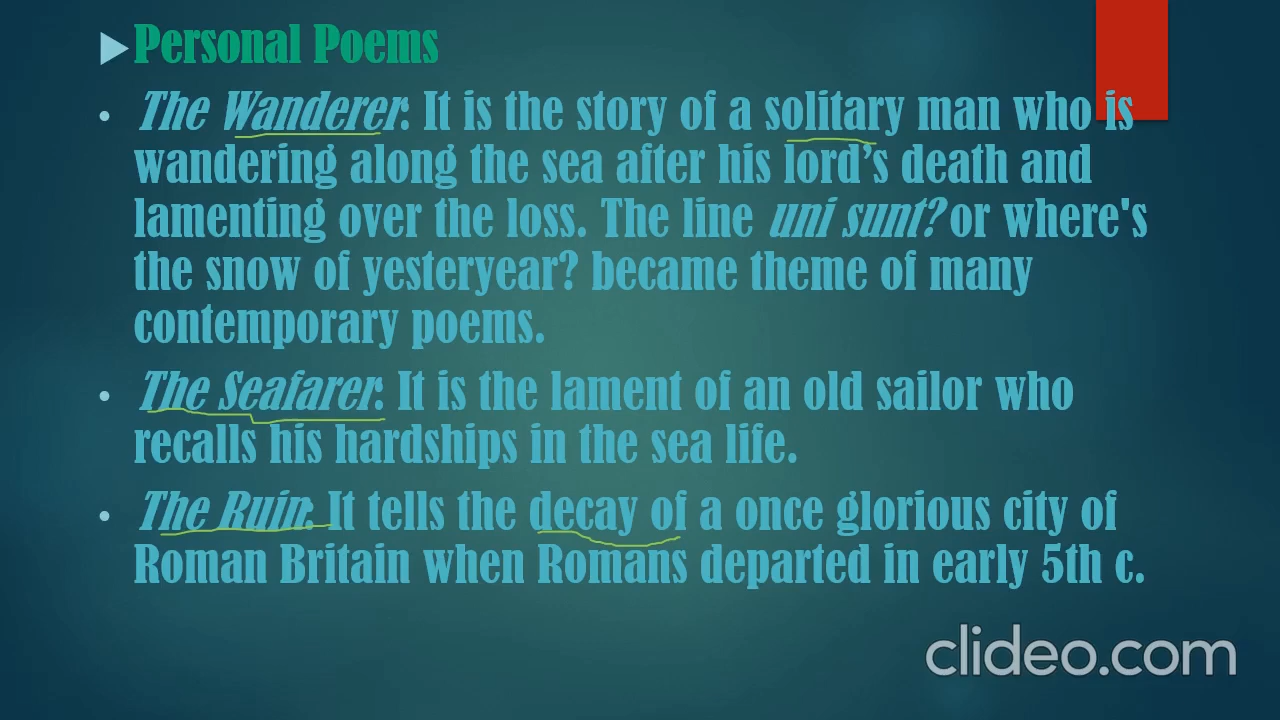 Personal Poems
• The Wanderer: It is the story of a solitary man who is
wandering along the sea after his lord's death and
lamenting over the loss. The line uni sunt? or where's
the snow of yesteryear? became theme of many
contemporary poems.
• The Seafarer: It is the lament of an old sailor who
recalls his hardships in the sea life.
• The Ruin: It tells the decay of a once glorious city of
Roman Britain when Romans departed in early 5th c.
clideo.com